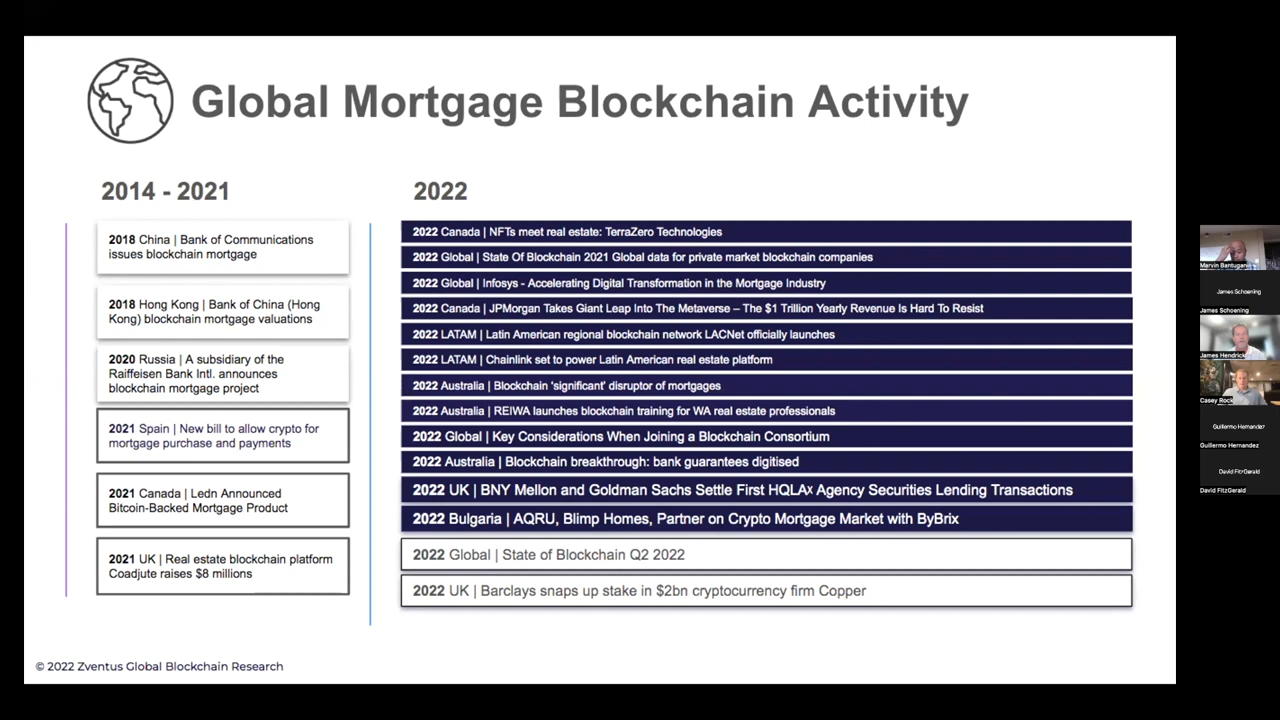 Global Mortgage Blockchain Activity
2014 - 2021
2018 China | Bank of Communications
issues blockchain mortgage
2018 Hong Kong | Bank of China (Hong
Kong) blockchain mortgage valuations
2020 Russia | A subsidiary of the
Raiffeisen Bank Intl. announces
blockchain mortgage project
2021 Spain | New bill to allow crypto for
mortgage purchase and payments
2021 Canada | Ledn Announced
Bitcoin-Backed Mortgage Product
2021 UK | Real estate blockchain platform
Coadjute raises $8 millions
2022
2022 Canada | NFTs meet real estate: TerraZero Technologies
2022 Global | State Of Blockchain 2021 Global data for private market blockchain companies
2022 Global | Infosys - Accelerating Digital Transformation in the Mortgage Industry
2022 Canada | JPMorgan Takes Giant Leap Into The Metaverse – The $1 Trillion Yearly Revenue Is Hard To Resist
2022 LATAM | Latin American regional blockchain network LACNet officially launches
2022 LATAM | Chainlink set to power Latin American real estate platform
2022 Australia | Blockchain ‘significant’ disruptor of mortgages
2022 Australia | REIWA launches blockchain training for WA real estate professionals
2022 Global | Key Considerations When Joining a Blockchain Consortium
2022 Australia | Blockchain breakthrough: bank guarantees digitised
2022 UK | BNY Mellon and Goldman Sachs Settle First HQLAx Agency Securities Lending Transactions
2022 Bulgaria | AQRU, Blimp Homes, Partner on Crypto Mortgage Market with ByBrix
2022 Global | State of Blockchain Q2 2022
2022 UK | Barclays snaps up stake in $2bn cryptocurrency firm Copper
© 2022 Zventus Global Blockchain Research
Marvin Bantugan
James Schoening
James Schoening
James Hendrick
Casey Rock
Guillermo Hernandez
Guillermo Hernandez
David FitzGerald
David FitzGerald